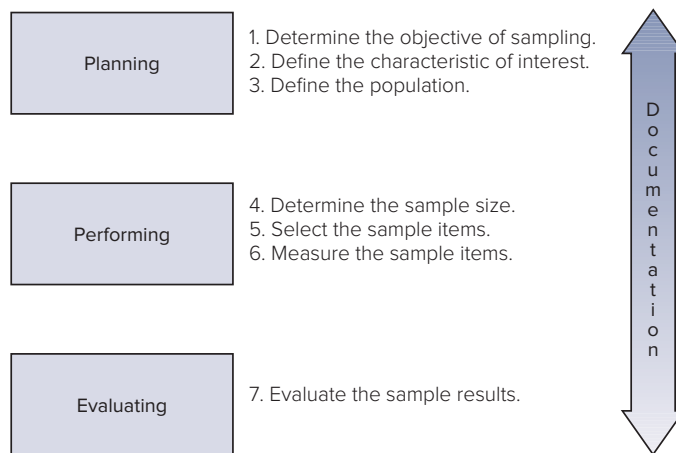 Planning
1. Determine the objective of sampling.
2. Define the characteristic of interest.
3. Define the population.
Performing
4. Determine the sample size.
5. Select the sample items.
6. Measure the sample items.
Evaluating
7. Evaluate the sample results.
Documentation